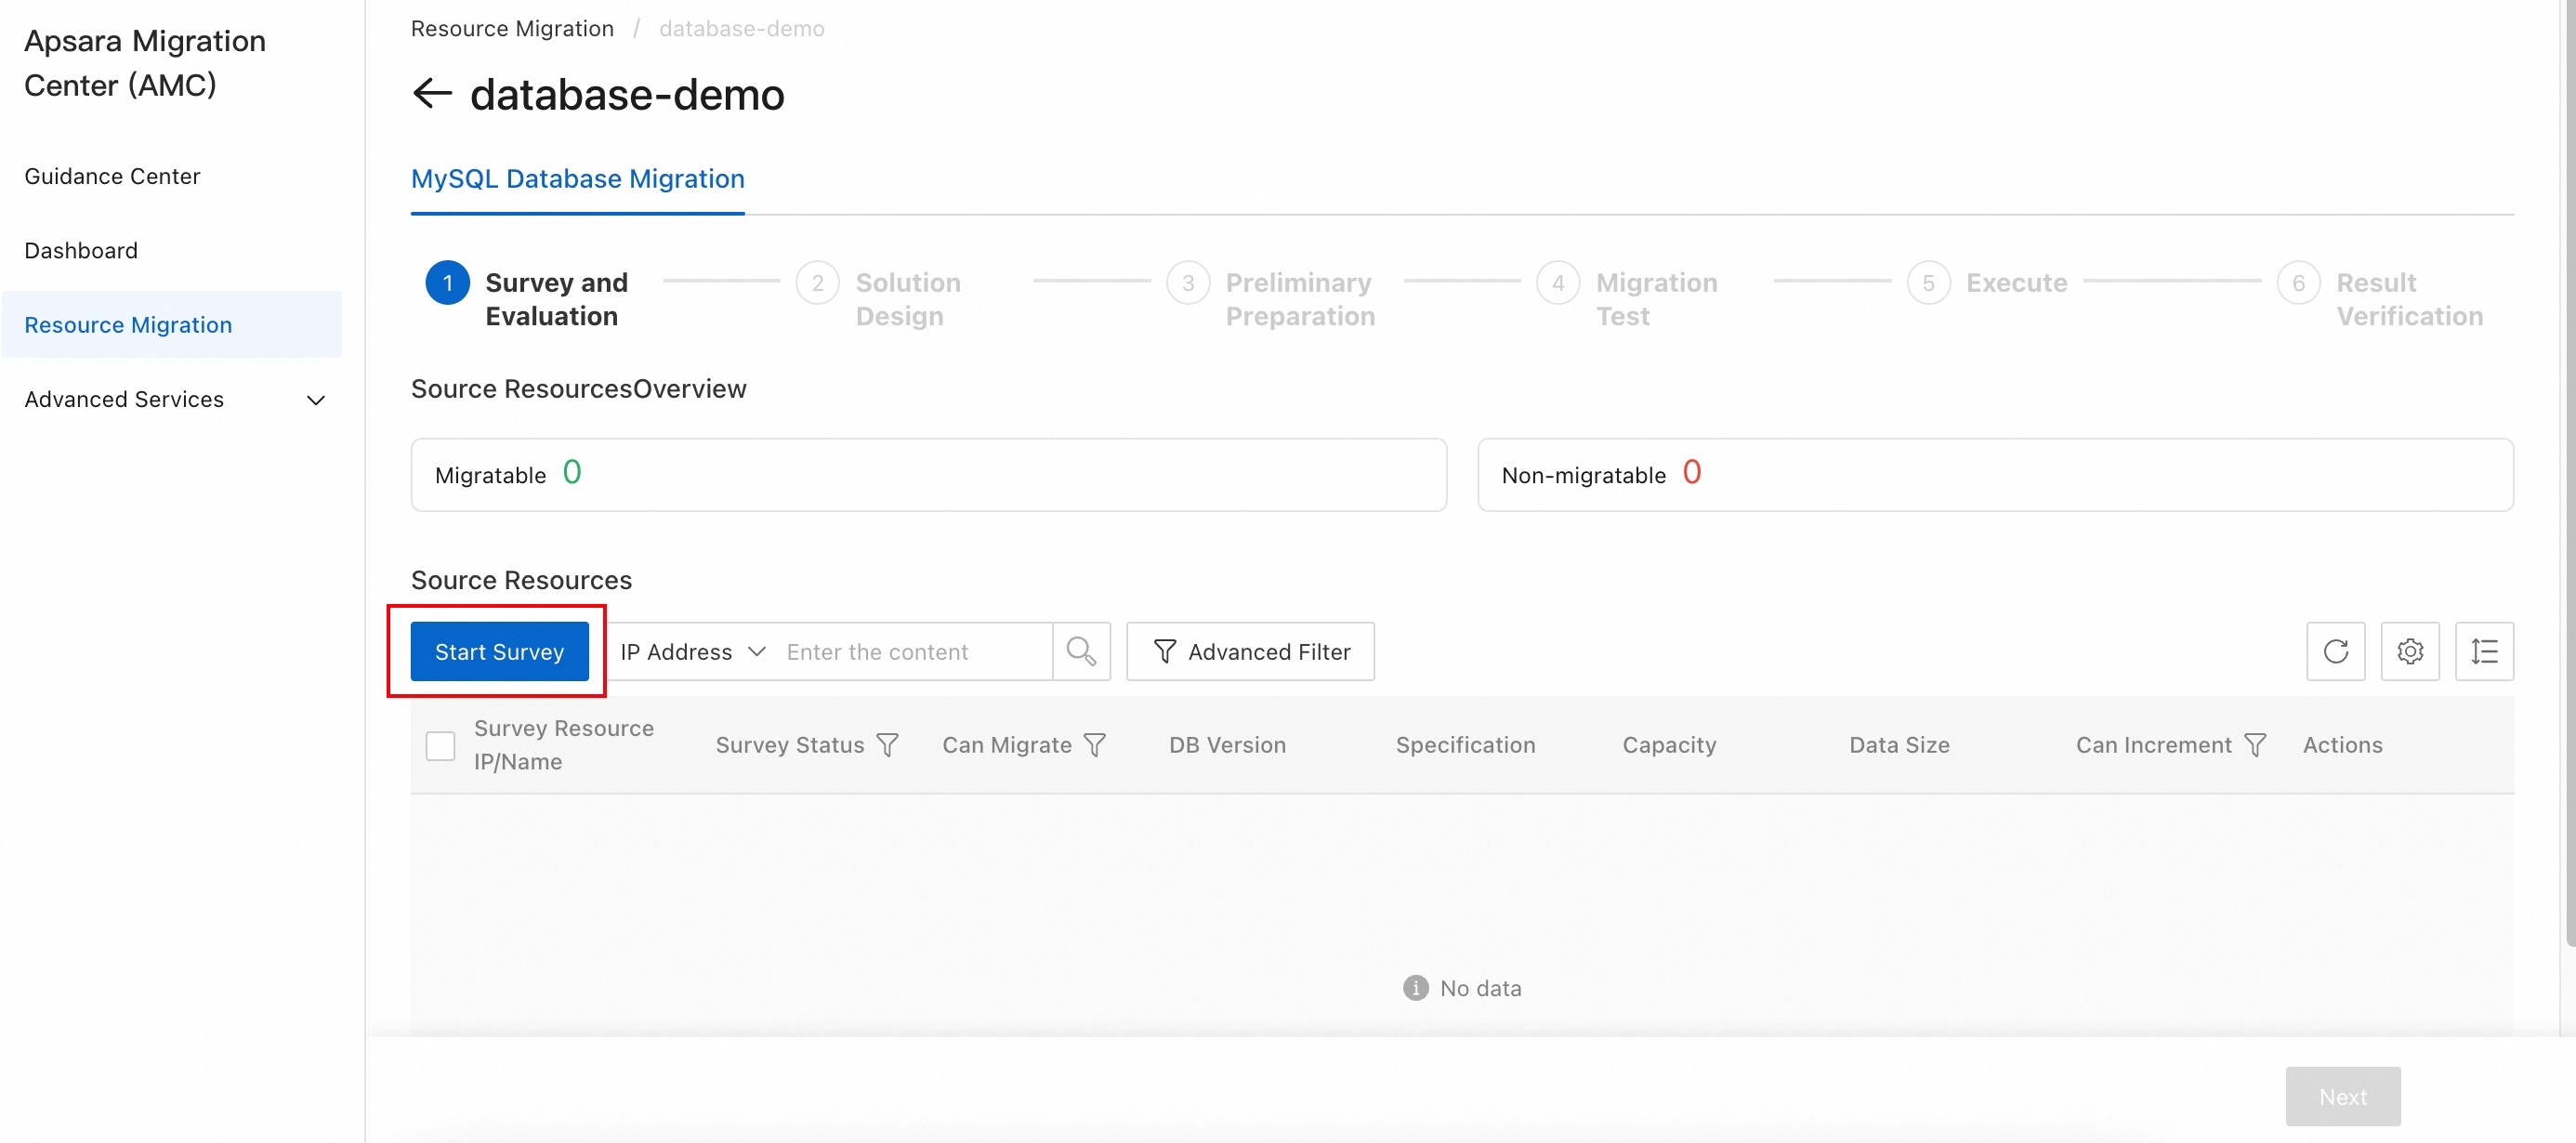 Apsara Migration
Center (AMC)
Guidance Center
Dashboard
Resource Migration
Advanced Services
Resource Migration / database-demo
database-demo
MySQL Database Migration
1 Survey and
Evaluation
2 Solution
Design
3 Preliminary
Preparation
4 Migration
Test
5 Execute
6 Result
Verification
Source ResourcesOverview
Migratable 0
Non-migratable 0
Source Resources
Start Survey
IP Address
Enter the content
Advanced Filter
Survey Resource
IP/Name
Survey Status
Can Migrate
DB Version
Specification
Capacity
Data Size
Can Increment
Actions
No data
Next